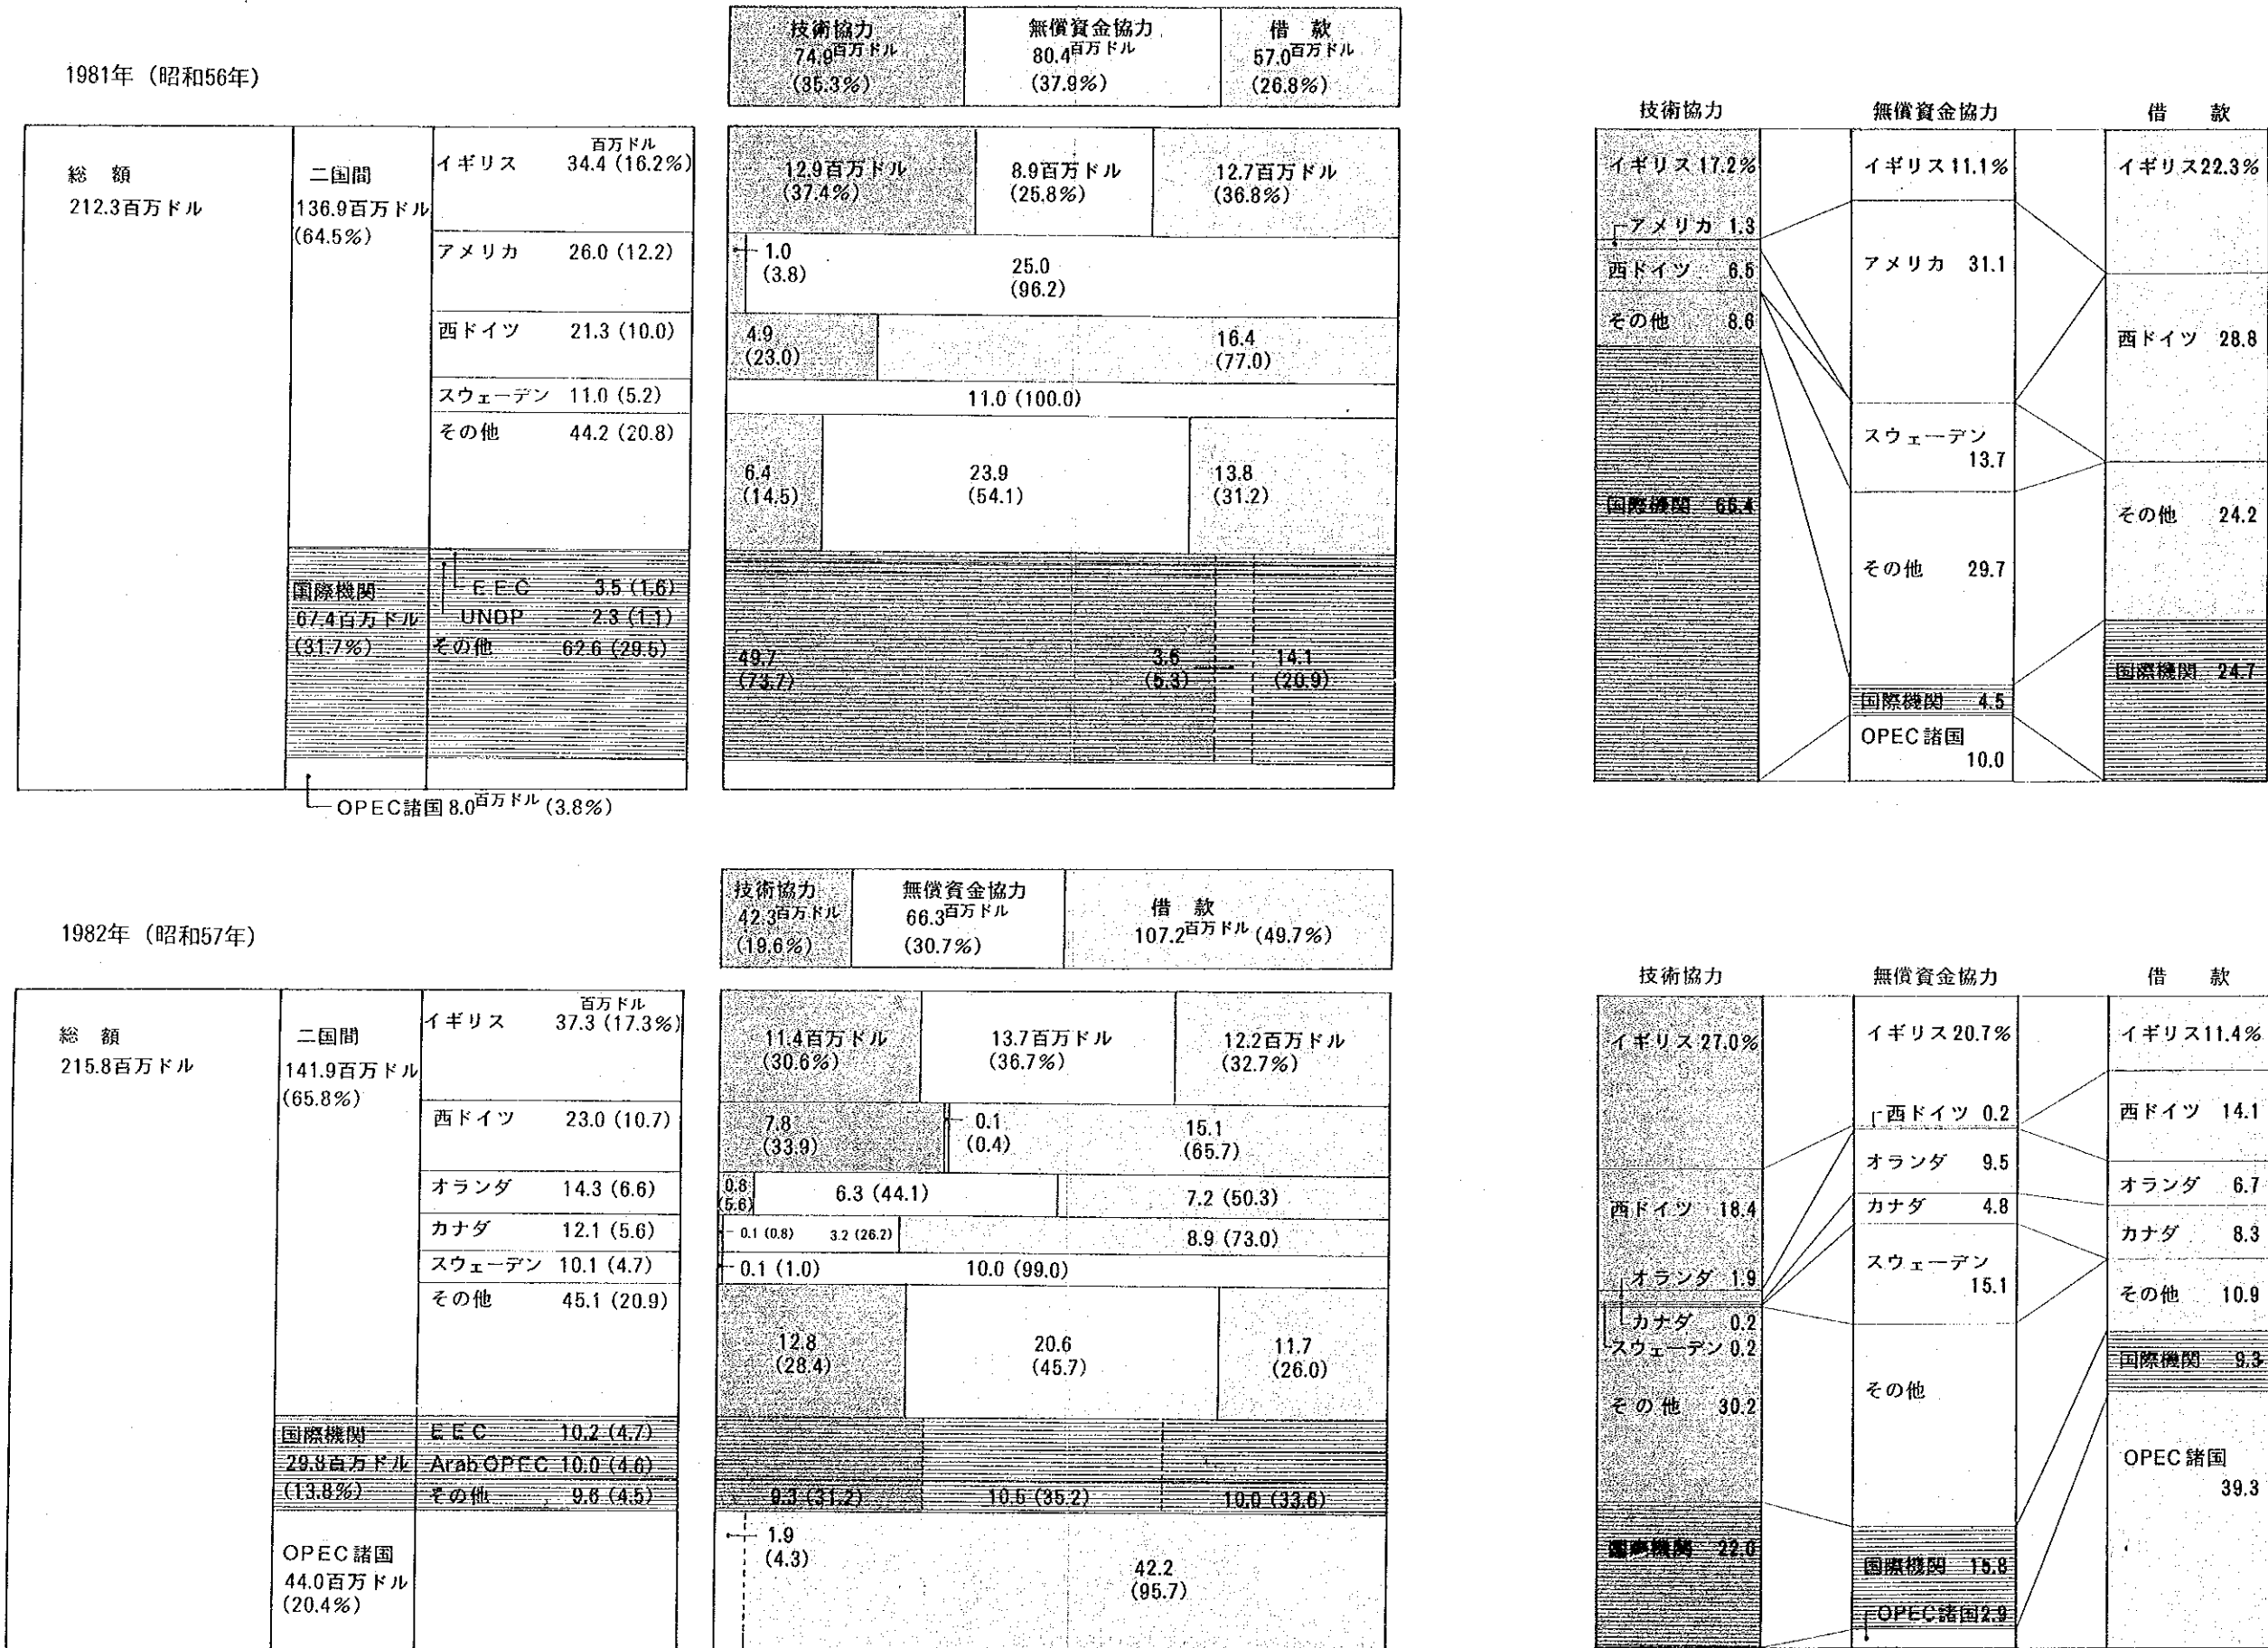 1981年（昭和56年）
技術協力
74.9百万ドル
(35.3%)
無償資金協力
80.4百万ドル
(37.9%)
借　款
57.0百万ドル
(26.8%)
総　額
212.3百万ドル
二国間
136.9百万ドル
(64.5%)
百万ドル
イギリス 34.4 (16.2%)
アメリカ 26.0 (12.2)
西ドイツ 21.3 (10.0)
スウェーデン 11.0 (5.2)
その他 44.2 (20.8)
国際機関
67.4百万ドル
(31.7%)
EEC 3.5 (1.6)
UNDP 2.3 (1.1)
その他 62.6 (29.5)
OPEC諸国 8.0百万ドル (3.8%)
12.9百万ドル
(37.4%)
8.9百万ドル
(25.8%)
12.7百万ドル
(36.8%)
1.0
(3.8)
25.0
(96.2)
4.9
(23.0)
16.4
(77.0)
11.0 (100.0)
6.4
(14.5)
23.9
(54.1)
13.8
(31.2)
49.7
(73.7)
3.6
(5.3)
14.1
(20.9)
技術協力
イギリス 17.2%
アメリカ 1.3
西ドイツ 6.5
その他 8.6
国際機関 66.4
無償資金協力
イギリス 11.1%
アメリカ 31.1
スウェーデン
13.7
その他 29.7
国際機関 4.5
OPEC諸国
10.0
借　款
イギリス22.3%
西ドイツ 28.8
その他 24.2
国際機関 24.7
1982年（昭和57年）
技術協力
42.3百万ドル
(19.6%)
無償資金協力
66.3百万ドル
(30.7%)
借　款
107.2百万ドル (49.7%)
総　額
215.8百万ドル
二国間
141.9百万ドル
(65.8%)
百万ドル
イギリス 37.3 (17.3%)
西ドイツ 23.0 (10.7)
オランダ 14.3 (6.6)
カナダ 12.1 (5.6)
スウェーデン 10.1 (4.7)
その他 45.1 (20.9)
国際機関
29.8百万ドル
(13.8%)
EEC 10.2 (4.7)
Arab OPEC 10.0 (4.6)
その他 9.6 (4.5)
OPEC諸国
44.0百万ドル
(20.4%)
11.4百万ドル
(30.6%)
13.7百万ドル
(36.7%)
12.2百万ドル
(32.7%)
7.8
(33.9)
0.1
(0.4)
15.1
(65.7)
0.8
(5.6)
6.3 (44.1)
7.2 (50.3)
0.1 (0.8)
3.2 (26.2)
8.9 (73.0)
0.1 (1.0)
10.0 (99.0)
12.8
(28.4)
20.6
(45.7)
11.7
(26.0)
9.3 (31.2)
10.5 (35.2)
10.0 (33.6)
1.9
(4.3)
42.2
(95.7)
技術協力
イギリス 27.0%
西ドイツ 18.4
オランダ 1.9
カナダ 0.2
スウェーデン 0.2
その他 30.2
国際機関 22.0
無償資金協力
イギリス 20.7%
西ドイツ 0.2
オランダ 9.5
カナダ 4.8
スウェーデン
15.1
その他
国際機関 15.8
OPEC諸国2.9
借　款
イギリス11.4%
西ドイツ 14.1
オランダ 6.7
カナダ 8.3
その他 10.9
国際機関 9.3
OPEC諸国
39.3